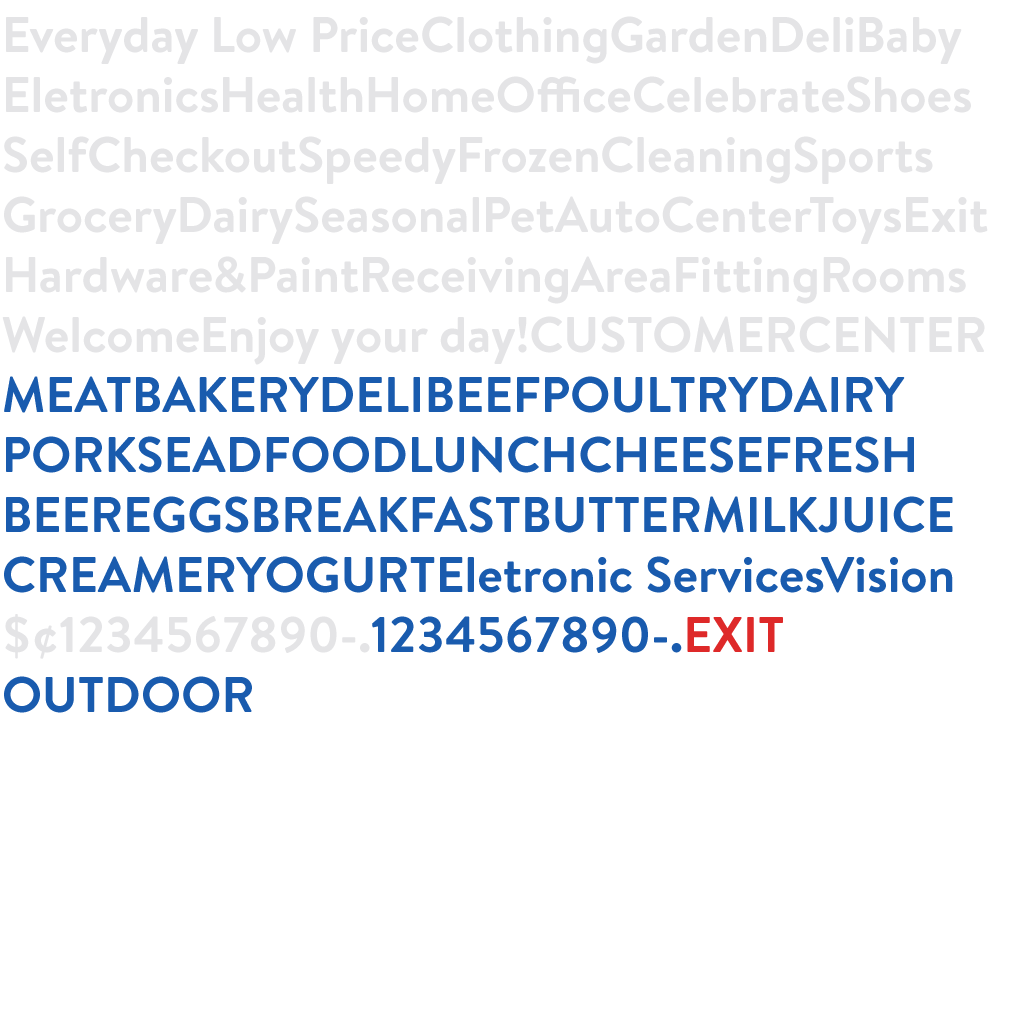 Everyday Low PriceClothingGardenDeliBaby
EletronicsHealthHomeOfficeCelebrateShoes
SelfCheckoutSpeedyFrozenCleaningSports
GroceryDairySeasonalPetAutoCenterToysExit
Hardware&PaintReceivingAreaFittingRooms
WelcomeEnjoy your day!CUSTOMERCENTER
MEATBAKERYDELIBEEFPOULTRYDAIRY
PORKSEADFOODLUNCHCHEESEFRESH
BEEREGGSBREAKFASTBUTTERMILKJUICE
CREAMERYOGURTEletronic ServicesVision
$¢1234567890-.1234567890-.EXIT
OUTDOOR